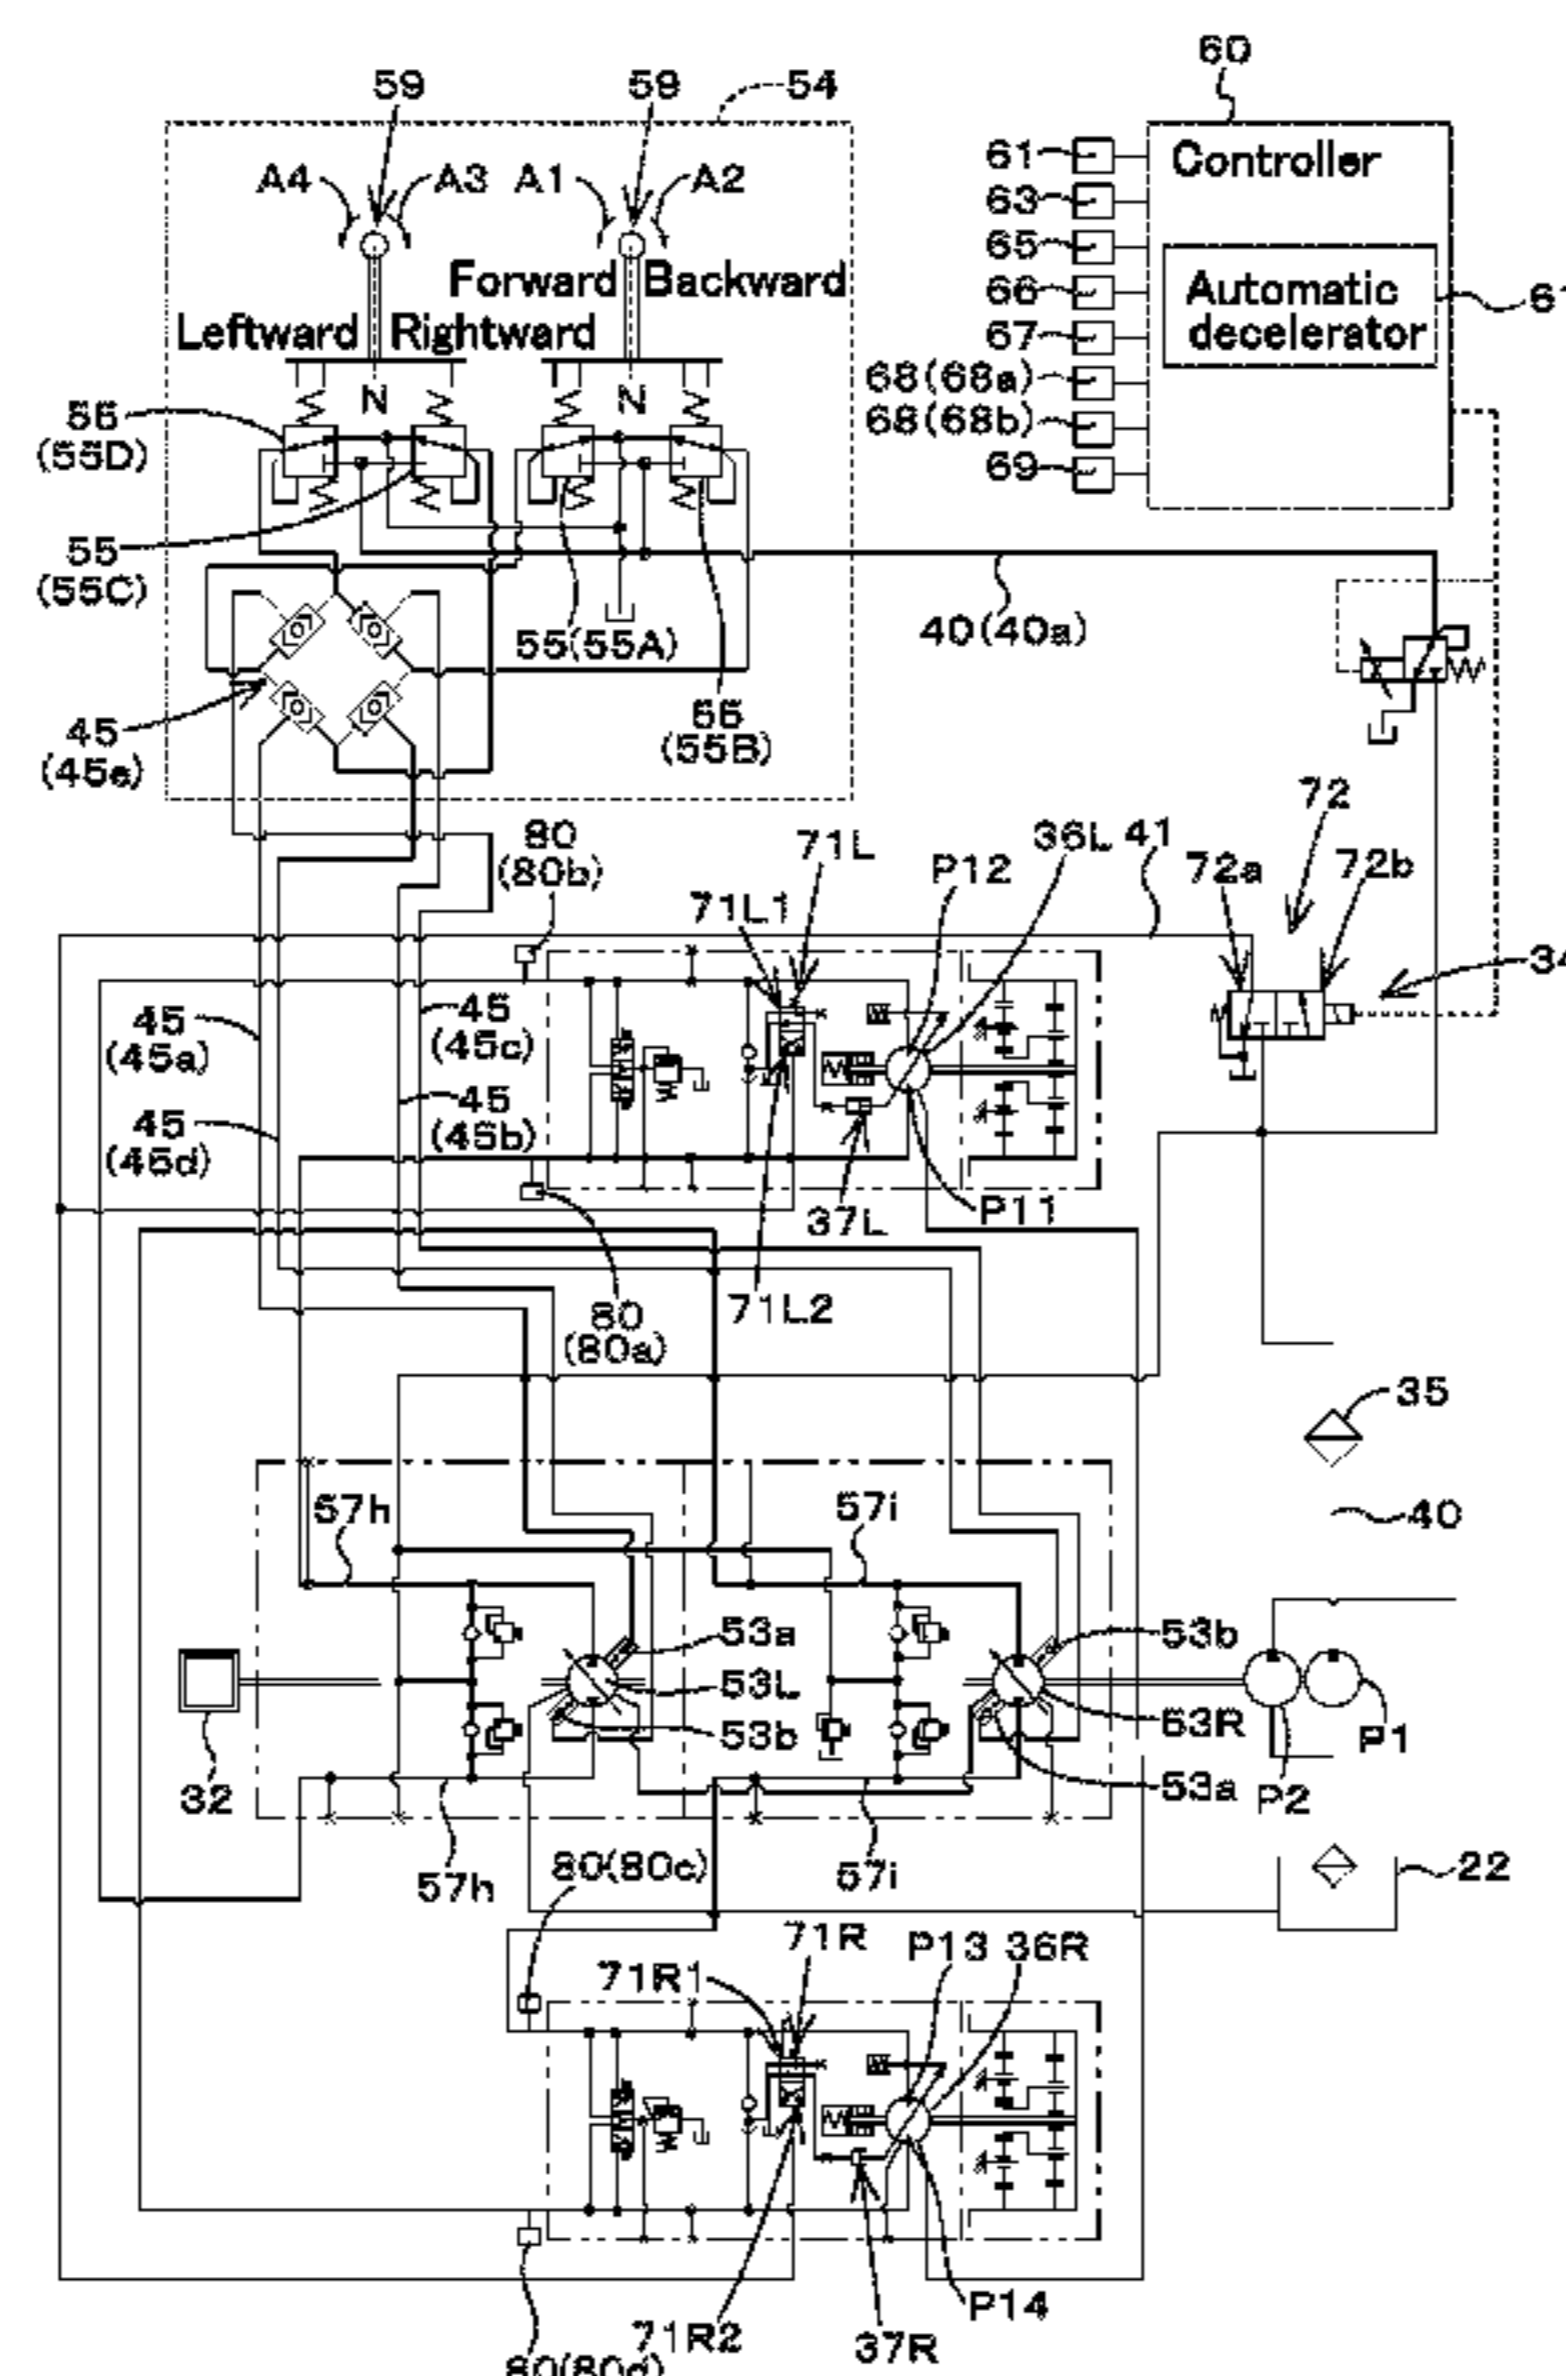 60
59
59
54
61
Controller
A4
A3
A1
A2
63
65
Forward
Backward
66
Automatic
decelerator
67
Leftward
Rightward
68(68a)
N
N
56
(55D)
68(68b)
69
55
(55C)
40(40a)
55(55A)
56
(55B)
45
(45e)
72
80
(80b)
71L
36L
41
72a
72b
P12
71L1
45
(45a)
45
(45c)
45
(46b)
45
(45d)
P11
37L
71L2
80
(80a)
35
57h
57i
40
53a
53b
53L
63R
53b
P1
53a
P2
32
57h
80(80c)
57i
22
71R
P13
36R
71R1
P14
71R2
37R
80(80d)